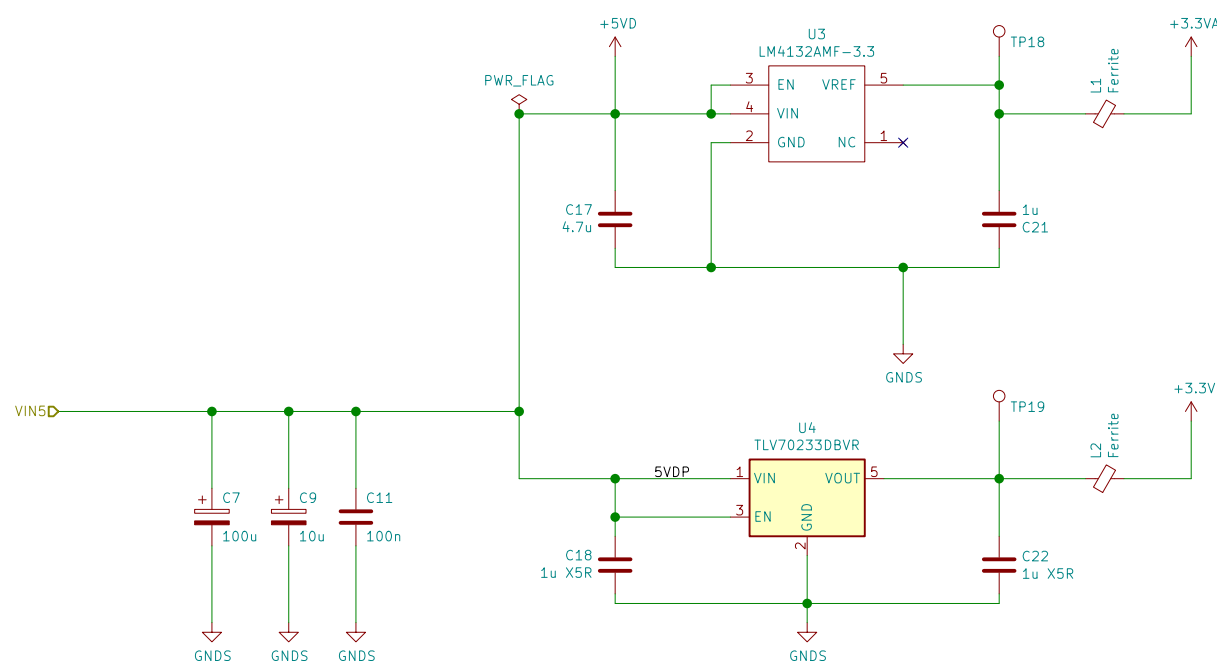 +5VD
+3.3VA
U3
LM4132AMF-3.3
TP18
L1
Ferrite
PWR_FLAG
3 EN VREF 5
4 VIN
2 GND NC 1
C17
4.7u
1u
C21
GNDS
VIN5
+3.3V
TP19
U4
TLV70233DBVR
L2
Ferrite
5VDP 1 VIN VOUT 5
3 EN
GND
2
+ C7
100u
+ C9
10u
C11
100n
C18
1u X5R
C22
1u X5R
GNDS
GNDS
GNDS
GNDS